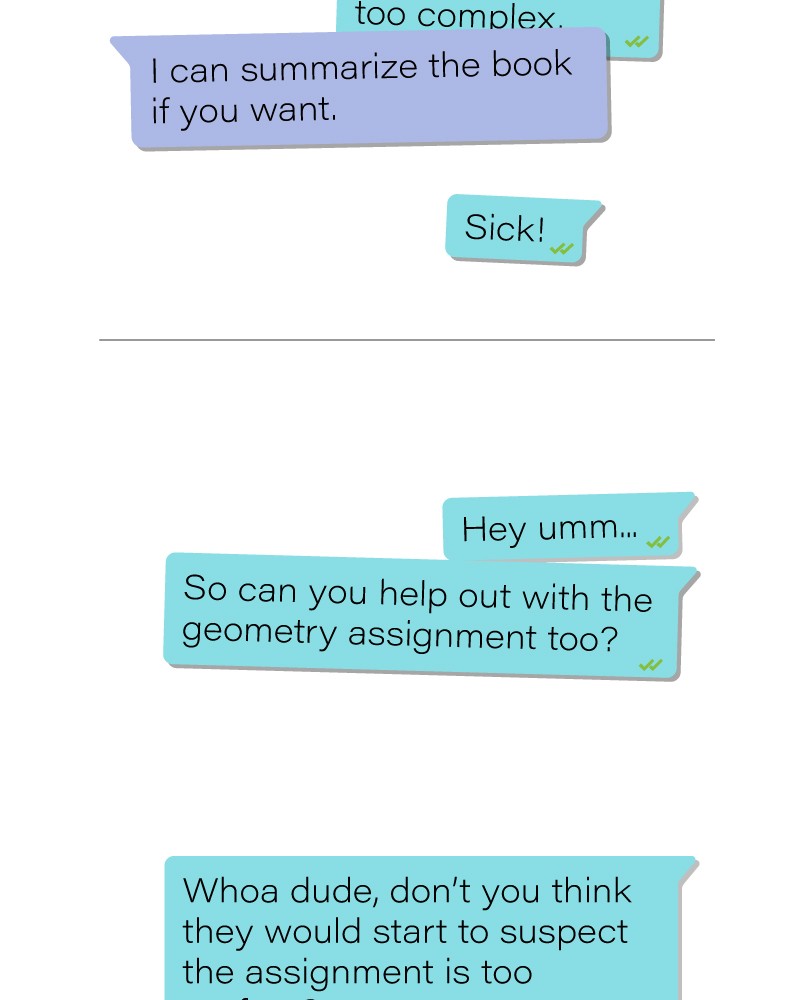 too complex.
I can summarize the book
if you want.
Sick!
Hey umm...
So can you help out with the
geometry assignment too?
Whoa dude, don't you think
they would start to suspect
the assignment is too